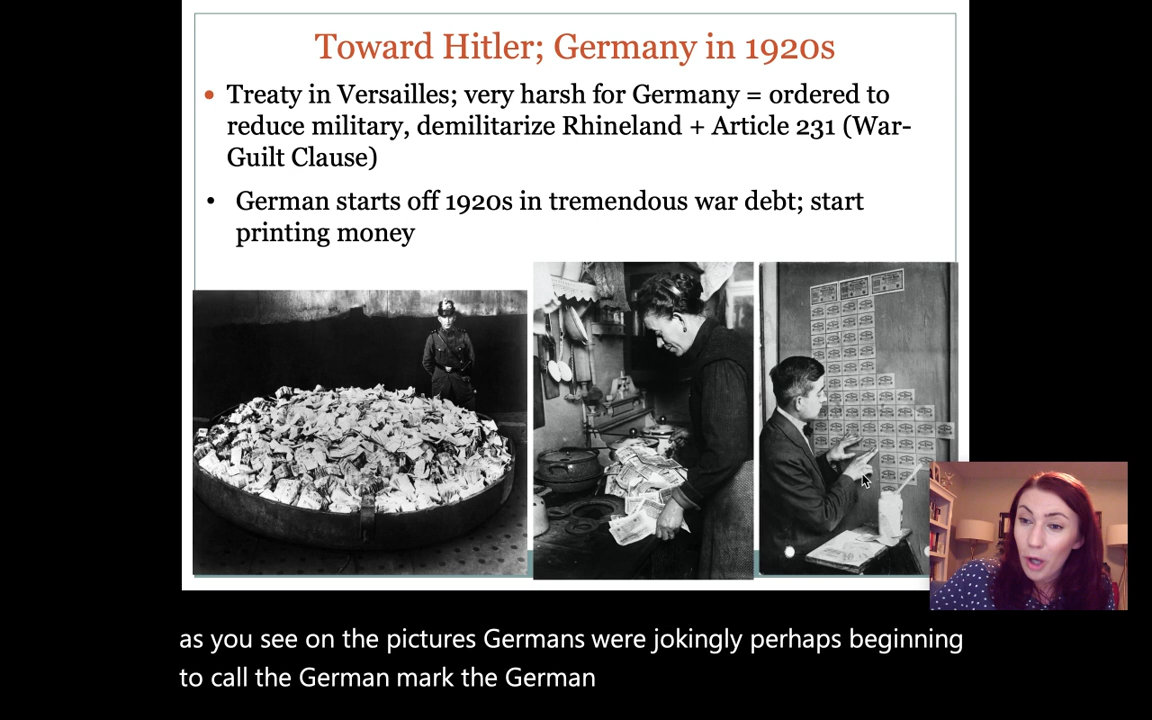 Toward Hitler; Germany in 1920s
• Treaty in Versailles; very harsh for Germany = ordered to
reduce military, demilitarize Rhineland + Article 231 (War-
Guilt Clause)
• German starts off 1920s in tremendous war debt; start
printing money
as you see on the pictures Germans were jokingly perhaps beginning
to call the German mark the German